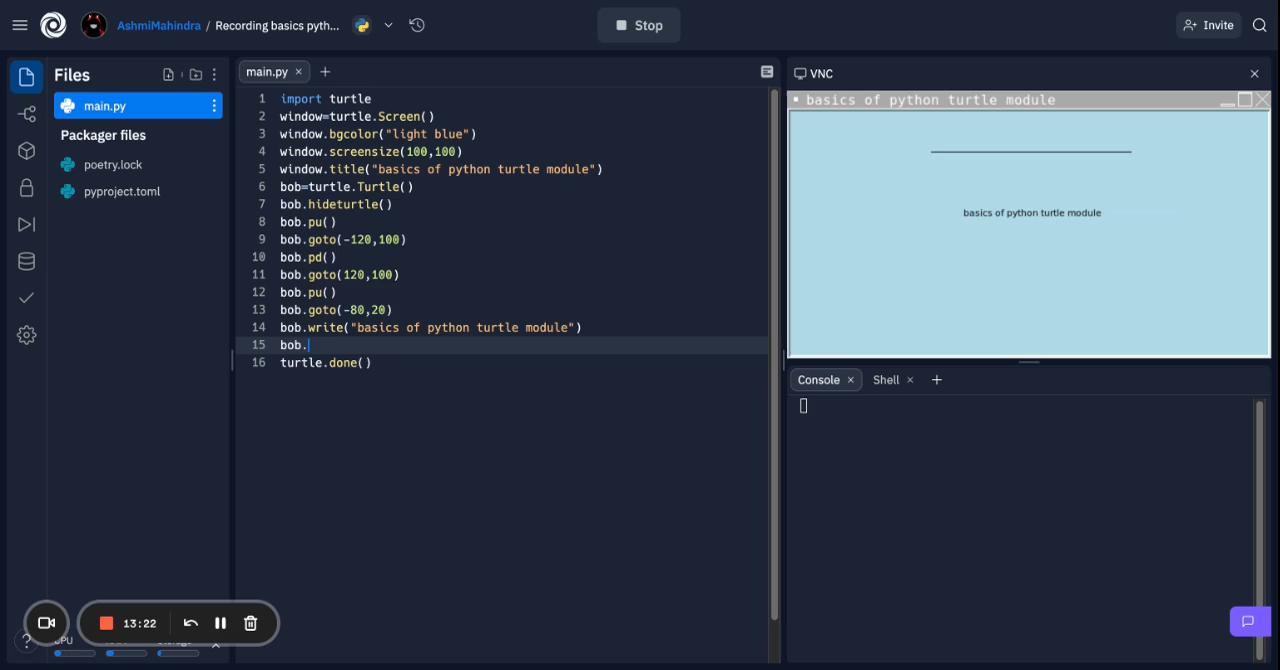 AshmiMahindra / Recording basics pyth...
Stop
Invite
Files
main.py
Packager files
poetry.lock
pyproject.toml
main.py
1 import turtle
2 window=turtle.Screen()
3 window.bgcolor("light blue")
4 window.screensize(100,100)
5 window.title("basics of python turtle module")
6 bob=turtle.Turtle()
7 bob.hideturtle()
8 bob.pu()
9 bob.goto(-120,100)
10 bob.pd()
11 bob.goto(120,100)
12 bob.pu()
13 bob.goto(-80,20)
14 bob.write("basics of python turtle module")
15 bob.
16 turtle.done()
VNC
basics of python turtle module
basics of python turtle module
Console
Shell
13:22
?